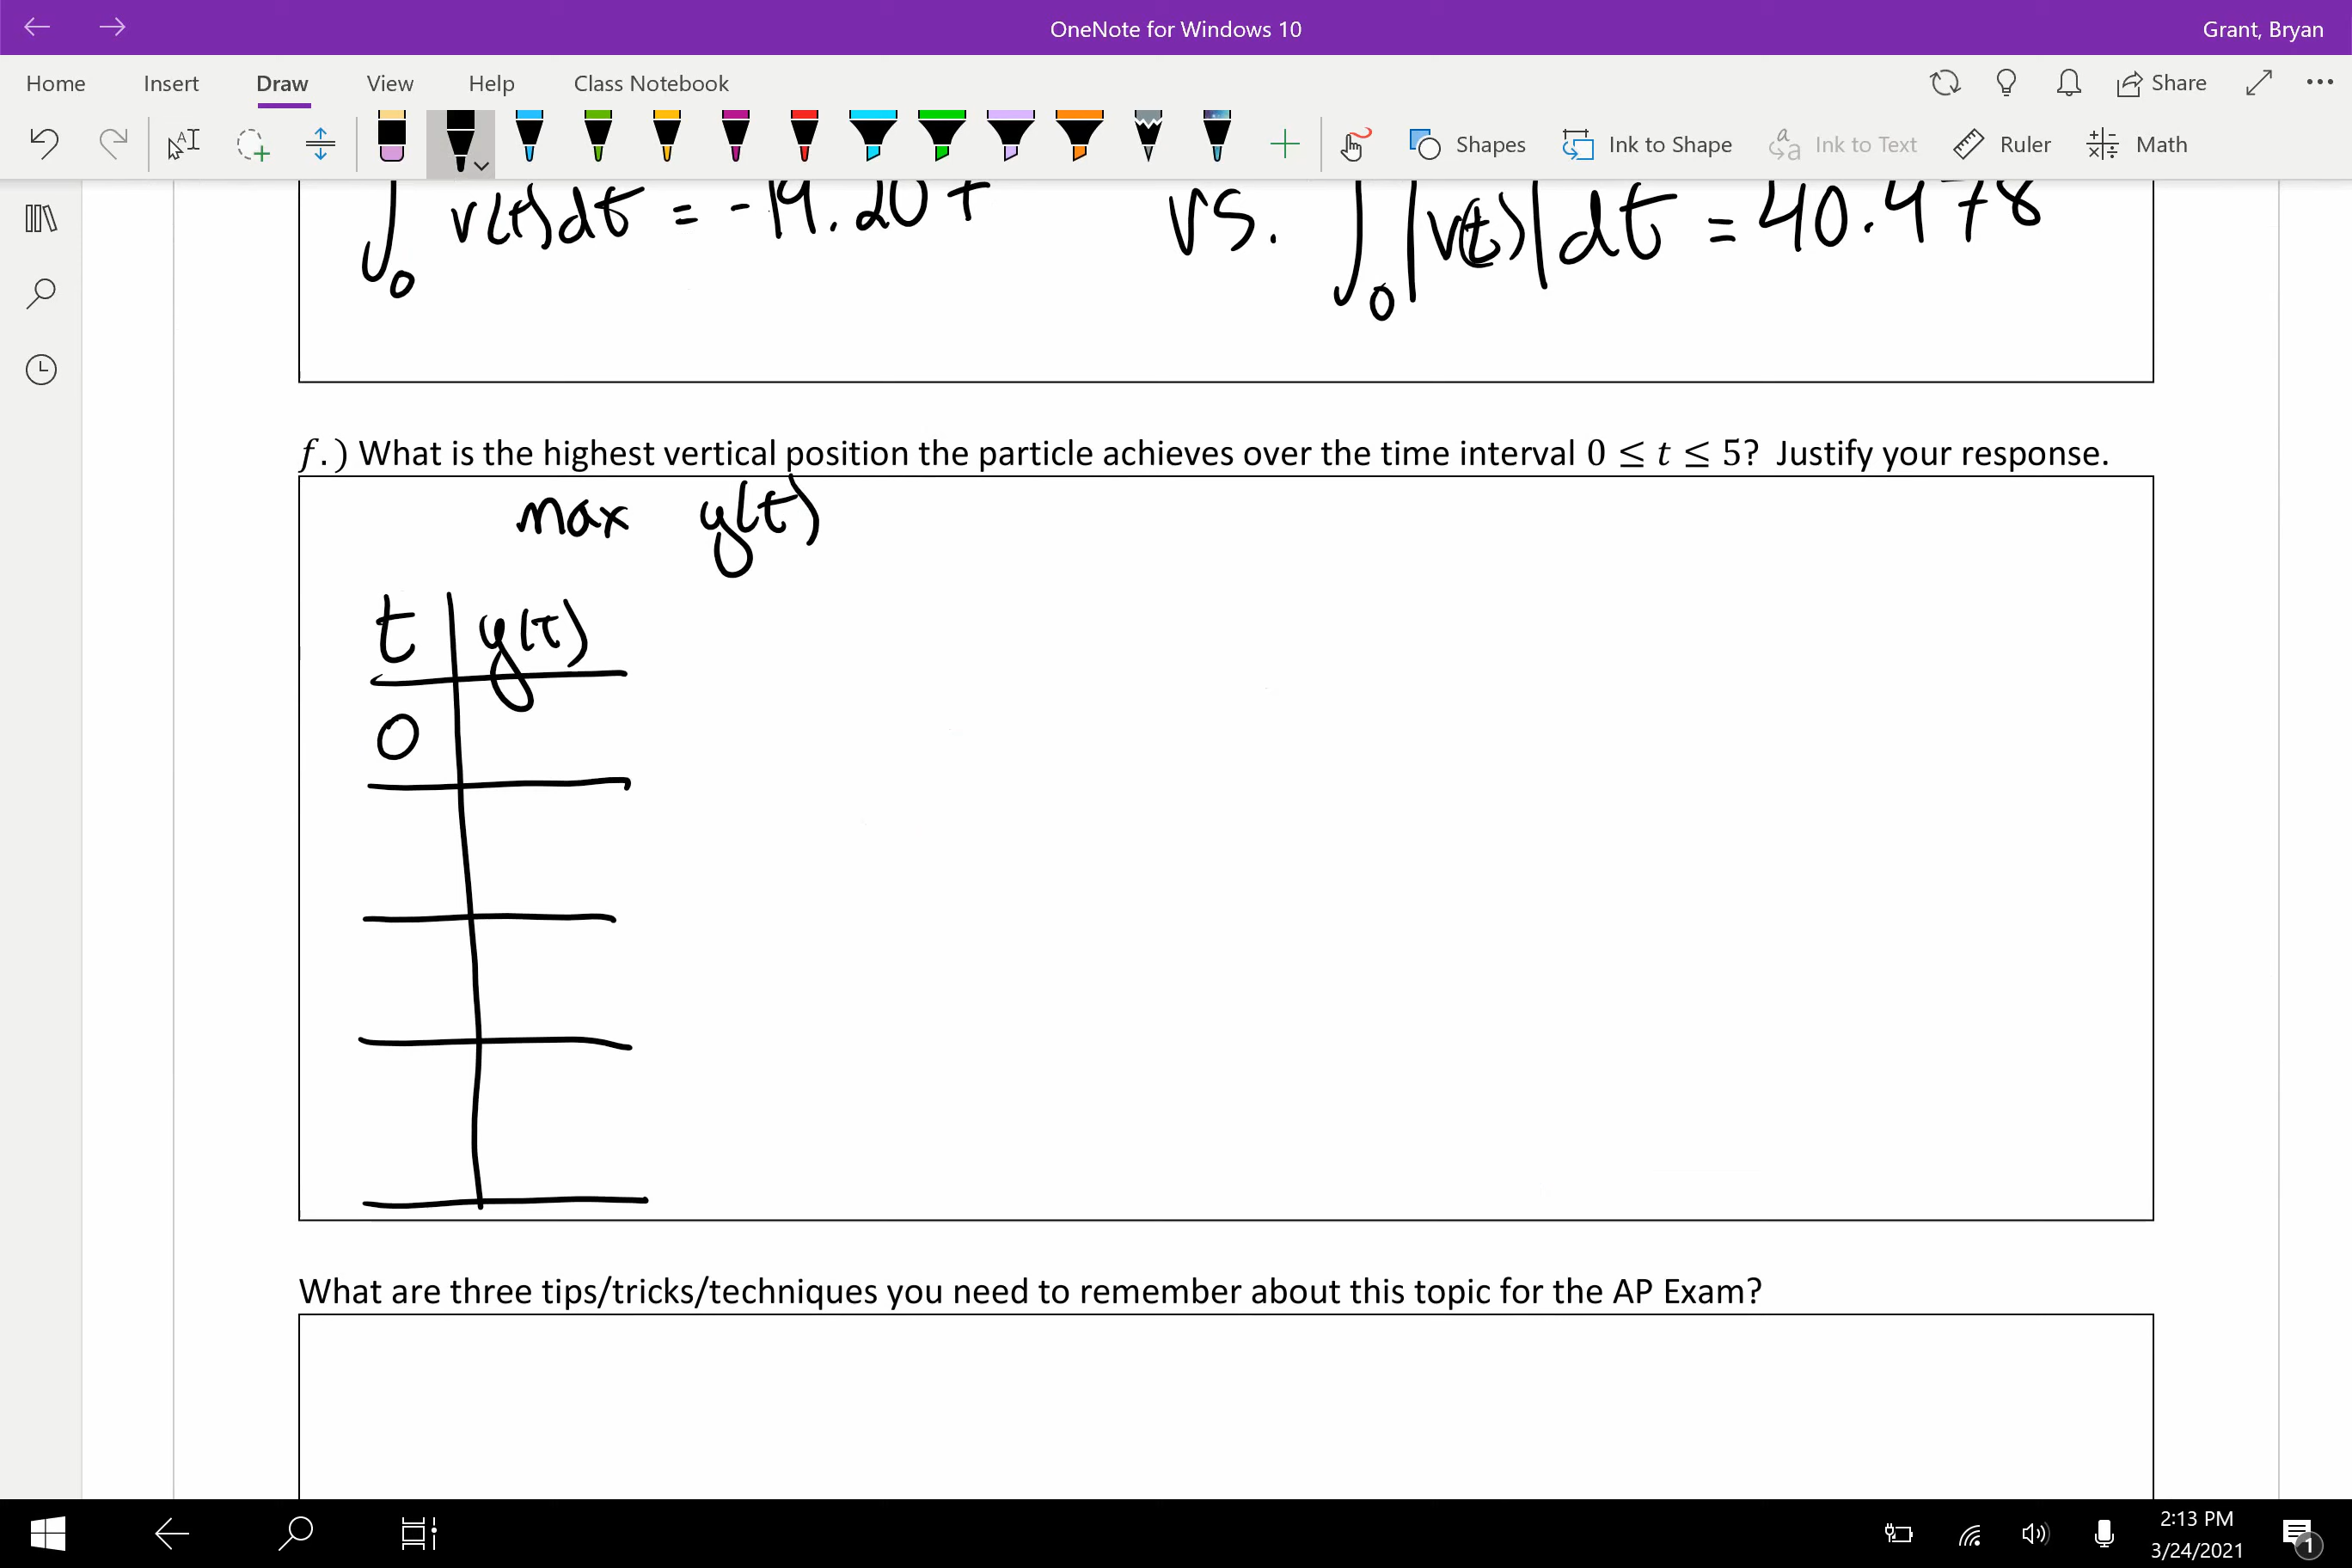 OneNote for Windows 10
Grant, Bryan
Home Insert Draw View Help Class Notebook
Share
Shapes Ink to Shape Ink to Text Ruler Math
∫₀ v(t)dt = -19.207 vs. ∫₀ |v(t)| dt = 40.478
f.) What is the highest vertical position the particle achieves over the time interval 0 ≤ t ≤ 5? Justify your response.
max y(t)
t y(t)
0
What are three tips/tricks/techniques you need to remember about this topic for the AP Exam?
2:13 PM
3/24/2021
1